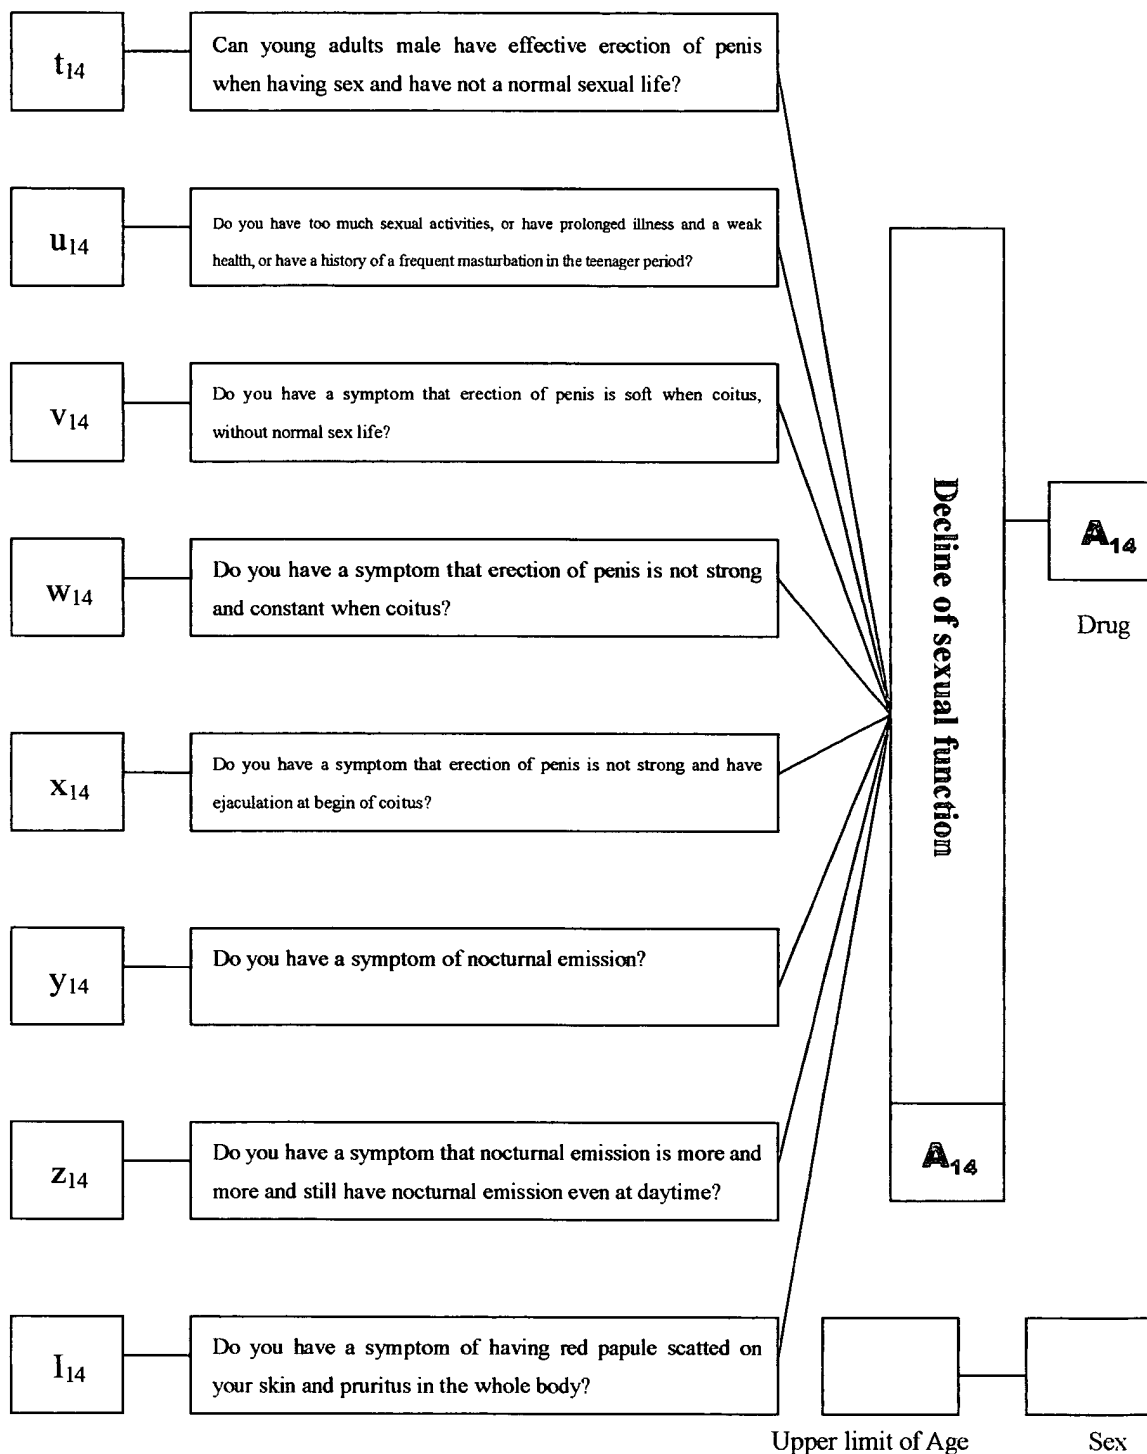 t14
Can young adults male have effective erection of penis
when having sex and have not a normal sexual life?
u14
Do you have too much sexual activities, or have prolonged illness and a weak
health, or have a history of a frequent masturbation in the teenager period?
v14
Do you have a symptom that erection of penis is soft when coitus,
without normal sex life?
w14
Do you have a symptom that erection of penis is not strong
and constant when coitus?
x14
Do you have a symptom that erection of penis is not strong and have
ejaculation at begin of coitus?
y14
Do you have a symptom of nocturnal emission?
z14
Do you have a symptom that nocturnal emission is more and
more and still have nocturnal emission even at daytime?
I14
Do you have a symptom of having red papule scatted on
your skin and pruritus in the whole body?
Decline of sexual function
A14
A14
Drug
Upper limit of Age
Sex